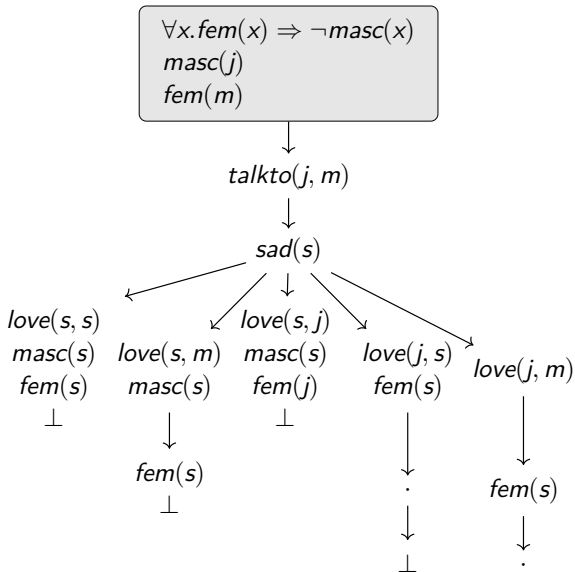 ∀x.fem(x) ⇒ ¬masc(x)
masc(j)
fem(m)
talkto(j, m)
sad(s)
love(s, s)
masc(s)
fem(s)
⊥
love(s, m)
masc(s)
fem(s)
⊥
love(s, j)
masc(s)
fem(j)
⊥
love(j, s)
fem(s)
.
⊥
love(j, m)
fem(s)
.